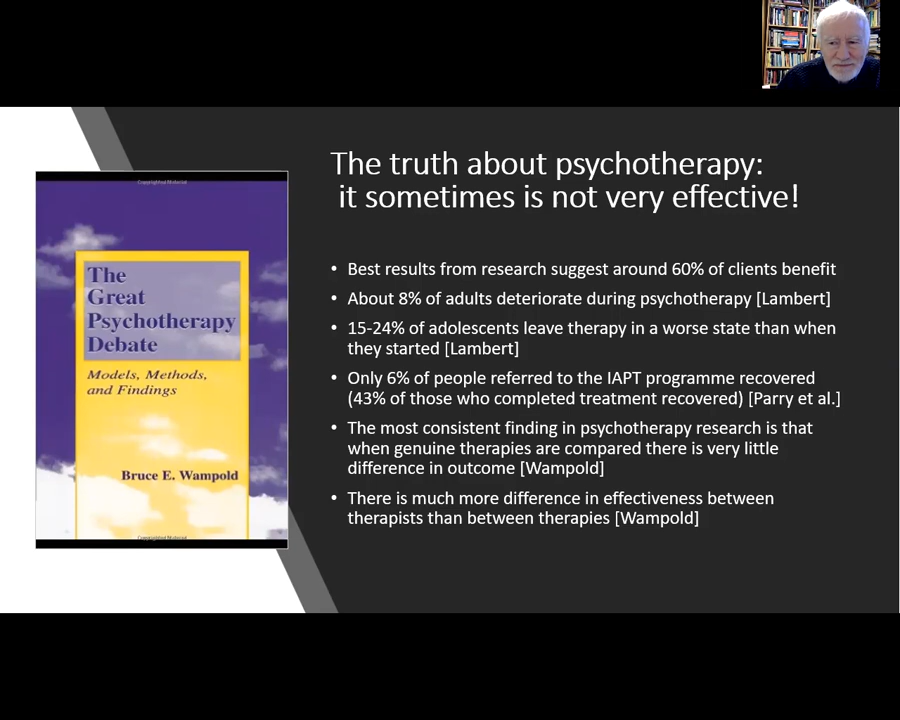 The truth about psychotherapy:
it sometimes is not very effective!
Copyrighted Material
The
Great
Psychotherapy
Debate
Models, Methods,
and Findings
Bruce E. Wampold
Copyrighted Material
• Best results from research suggest around 60% of clients benefit
• About 8% of adults deteriorate during psychotherapy [Lambert]
• 15-24% of adolescents leave therapy in a worse state than when
they started [Lambert]
• Only 6% of people referred to the IAPT programme recovered
(43% of those who completed treatment recovered) [Parry et al.]
• The most consistent finding in psychotherapy research is that
when genuine therapies are compared there is very little
difference in outcome [Wampold]
• There is much more difference in effectiveness between
therapists than between therapies [Wampold]